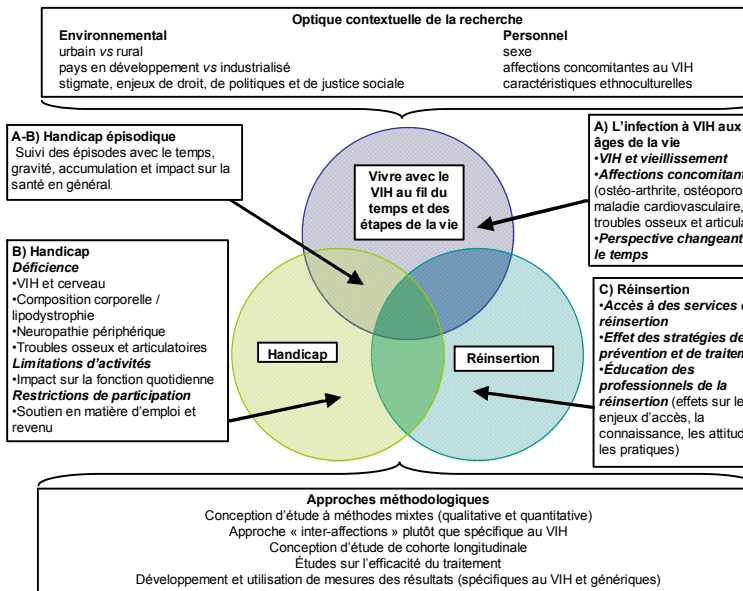 Optique contextuelle de la recherche
Environmental
urbain vs rural
pays en développement vs industrialisé
stigmate, enjeux de droit, de politiques et de justice sociale
Personnel
sexe
affections concomitantes au VIH
caractéristiques ethnoculturelles
A-B) Handicap épisodique
Suivi des épisodes avec le temps,
gravité, accumulation et impact sur la
santé en général.
Vivre avec le
VIH au fil du
temps et des
étapes de la vie
A) L'infection à VIH aux
âges de la vie
•VIH et vieillissement
•Affections concomitant
(ostéo-arthrite, ostéoporo
maladie cardiovasculaire,
troubles osseux et articula
•Perspective changeant
le temps
B) Handicap
Déficience
•VIH et cerveau
•Composition corporelle /
lipodystrophie
•Neuropathie périphérique
•Troubles osseux et articulatoires
Limitations d'activités
•Impact sur la fonction quotidienne
Restrictions de participation
•Soutien en matière d'emploi et
revenu
Handicap
Réinsertion
C) Réinsertion
•Accès à des services d
réinsertion
•Effet des stratégies de
prévention et de traitem
•Éducation des
professionnels de la
réinsertion (effets sur le
enjeux d'accès, la
connaissance, les attitud
les pratiques)
Approches méthodologiques
Conception d'étude à méthodes mixtes (qualitative et quantitative)
Approche « inter-affections » plutôt que spécifique au VIH
Conception d'étude de cohorte longitudinale
Études sur l'efficacité du traitement
Développement et utilisation de mesures des résultats (spécifiques au VIH et génériques)